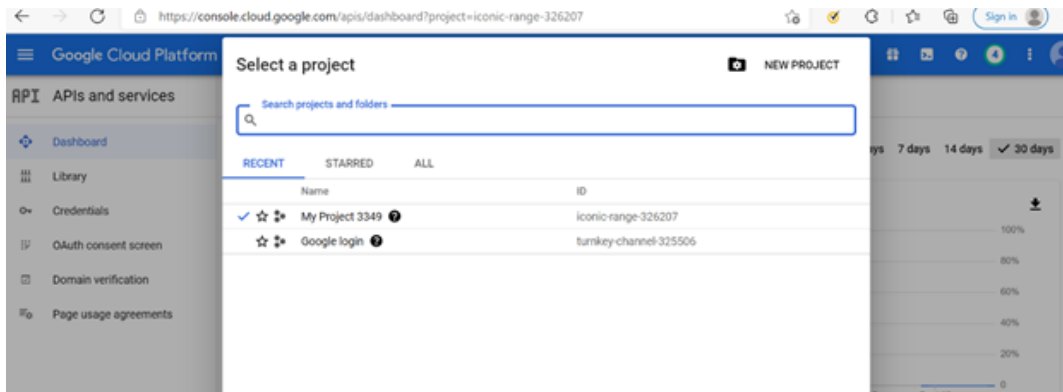 https://console.cloud.google.com/apis/dashboard?project=iconic-range-326207
Sign in
Google Cloud Platform
Select a project
NEW PROJECT
4
API APIs and services
Search projects and folders
Dashboard
days 7 days 14 days 30 days
RECENT STARRED ALL
Library
Name ID
Credentials
My Project 3349 iconic-range-326207
100%
OAuth consent screen
Google login turnkey-channel-325506
80%
Domain verification
60%
Page usage agreements
40%
20%
0